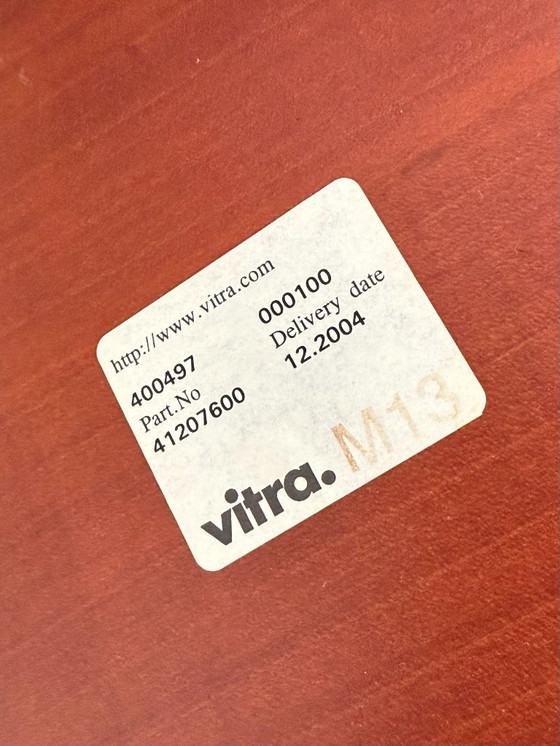 http://www.vitra.com
400497 000100
Part.No Delivery date
41207600 12.2004
vitra. M13